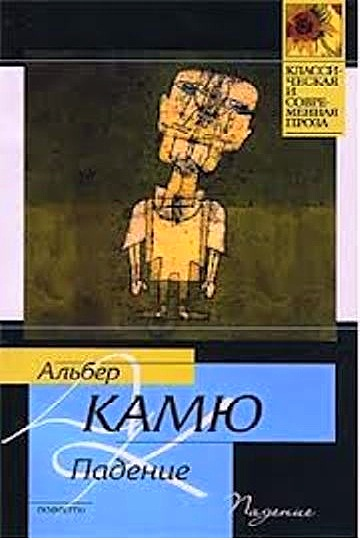 КЛАССИ-
ЧЕСКАЯ И
СОВРЕ-
МЕННАЯ
ПРОЗА
Альбер
КАМЮ
Падение
Падение